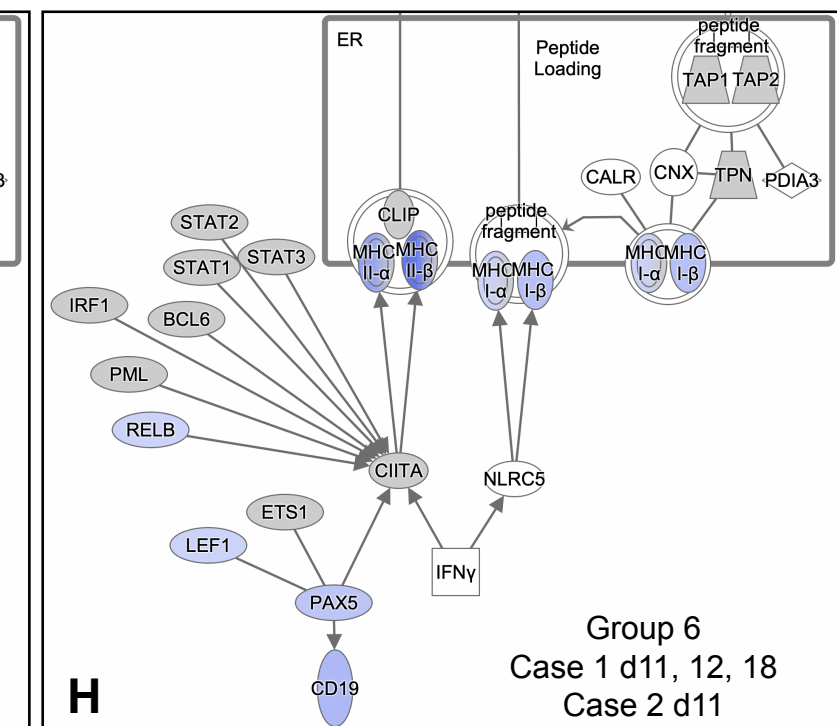 ER
Peptide
Loading
peptide
fragment
TAP1 TAP2
CALR
CNX
TPN
PDIA3
3
CLIP
MHC
II-α
MHC
II-β
peptide
fragment
MHC
I-α
MHC
I-β
MHC
I-α
MHC
I-β
STAT2
STAT1
STAT3
IRF1
BCL6
PML
RELB
CIITA
NLRC5
ETS1
LEF1
IFNγ
PAX5
CD19
Group 6
Case 1 d11, 12, 18
Case 2 d11
H